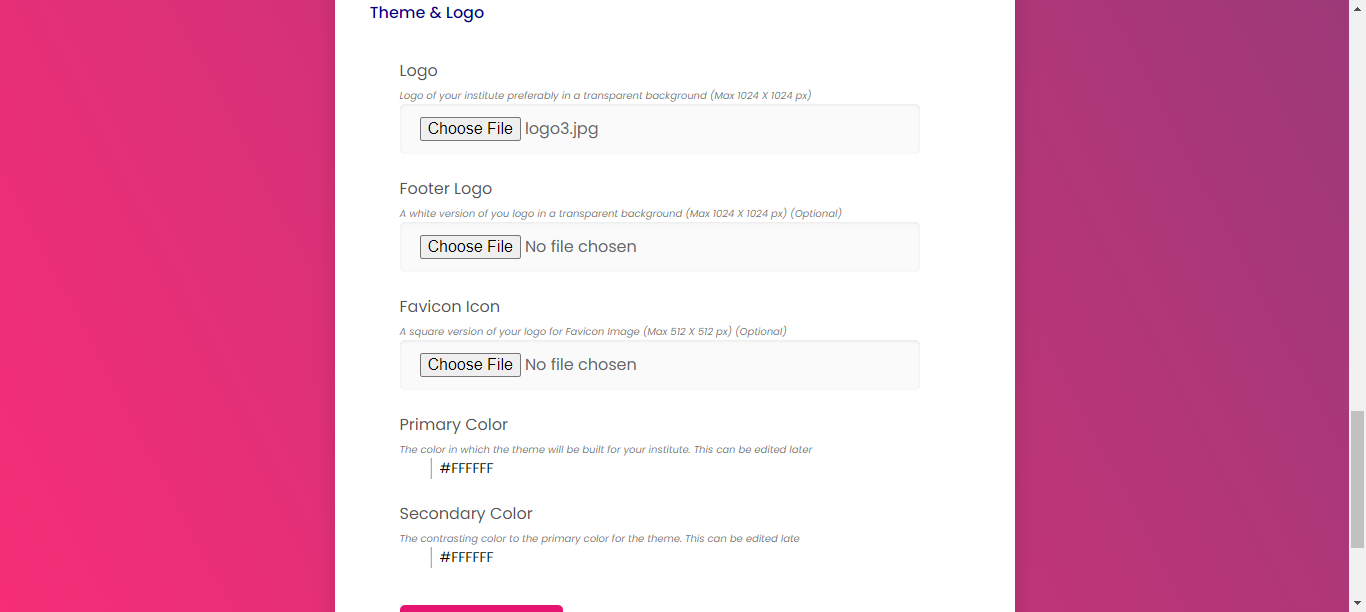 Theme & Logo
Logo
Logo of your institute preferably in a transparent background (Max 1024 X 1024 px)
Choose File logo3.jpg
Footer Logo
A white version of you logo in a transparent background (Max 1024 X 1024 px) (Optional)
Choose File No file chosen
Favicon Icon
A square version of your logo for Favicon Image (Max 512 X 512 px) (Optional)
Choose File No file chosen
Primary Color
The color in which the theme will be built for your institute. This can be edited later
#FFFFFF
Secondary Color
The contrasting color to the primary color for the theme. This can be edited late
#FFFFFF